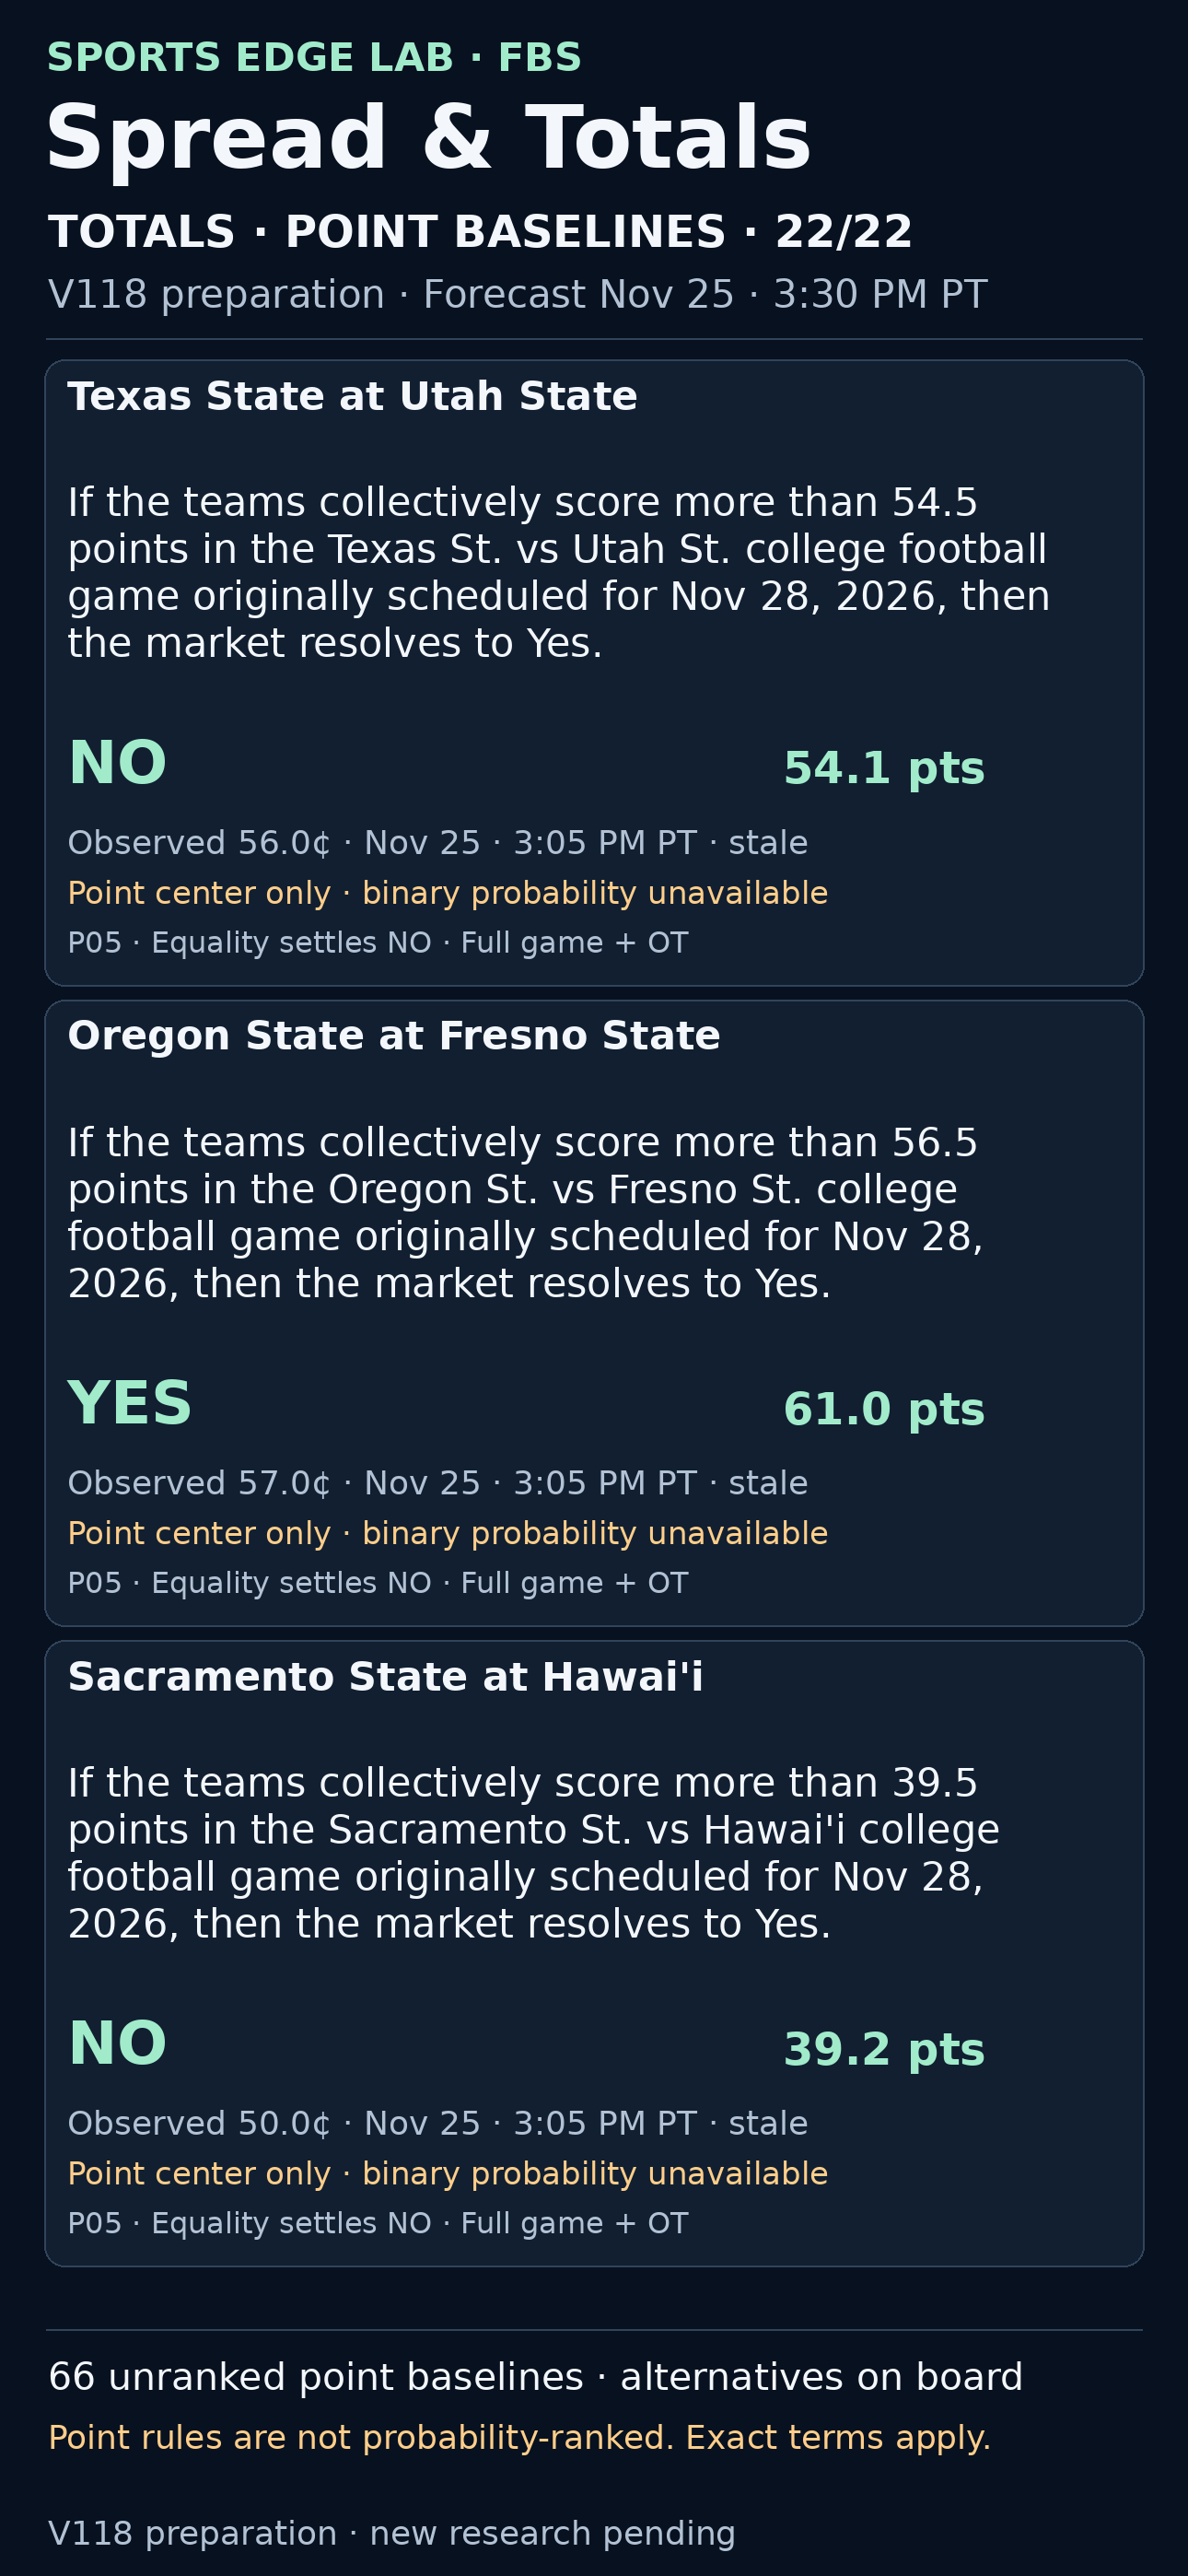 SPORTS EDGE LAB · FBS
Spread & Totals
TOTALS · POINT BASELINES · 22/22
V118 preparation · Forecast Nov 25 · 3:30 PM PT
Texas State at Utah State
If the teams collectively score more than 54.5
points in the Texas St. vs Utah St. college football
game originally scheduled for Nov 28, 2026, then
the market resolves to Yes.
NO 54.1 pts
Observed 56.0¢ · Nov 25 · 3:05 PM PT · stale
Point center only · binary probability unavailable
P05 · Equality settles NO · Full game + OT
Oregon State at Fresno State
If the teams collectively score more than 56.5
points in the Oregon St. vs Fresno St. college
football game originally scheduled for Nov 28,
2026, then the market resolves to Yes.
YES 61.0 pts
Observed 57.0¢ · Nov 25 · 3:05 PM PT · stale
Point center only · binary probability unavailable
P05 · Equality settles NO · Full game + OT
Sacramento State at Hawai'i
If the teams collectively score more than 39.5
points in the Sacramento St. vs Hawai'i college
football game originally scheduled for Nov 28,
2026, then the market resolves to Yes.
NO 39.2 pts
Observed 50.0¢ · Nov 25 · 3:05 PM PT · stale
Point center only · binary probability unavailable
P05 · Equality settles NO · Full game + OT
66 unranked point baselines · alternatives on board
Point rules are not probability-ranked. Exact terms apply.
V118 preparation · new research pending